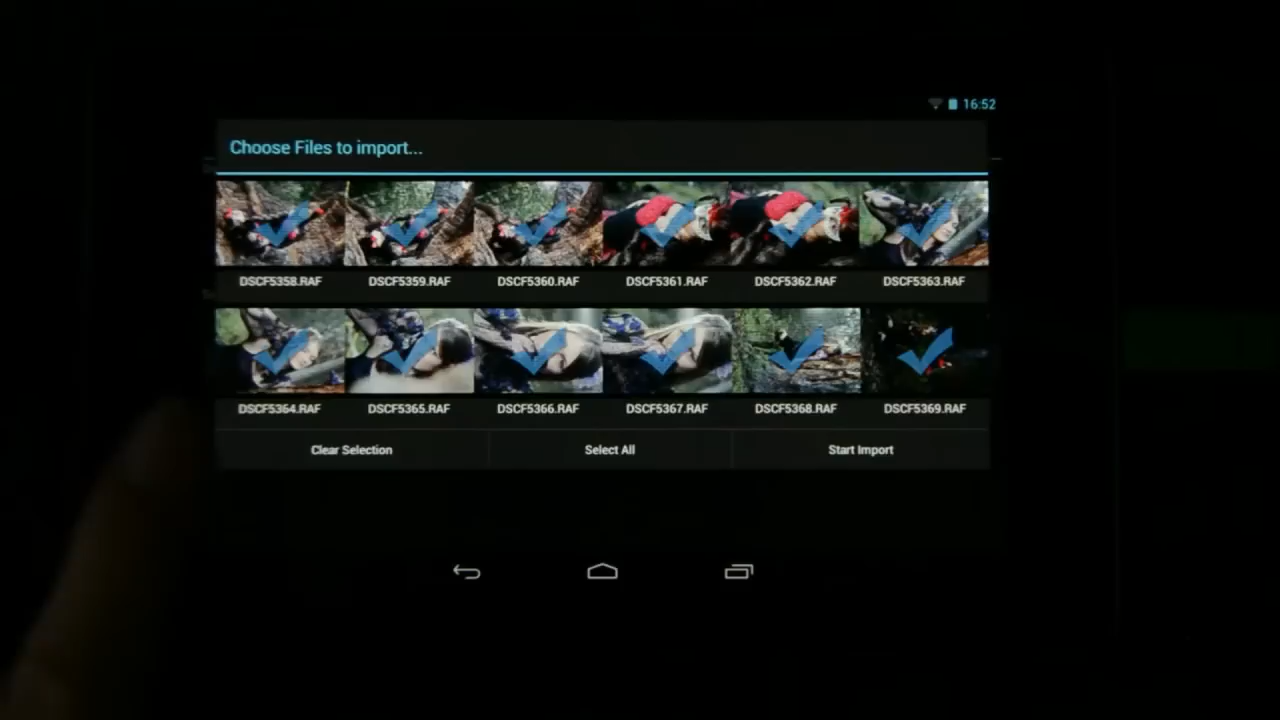 16:52
Choose Files to import...
DSCF5358.RAF DSCF5359.RAF DSCF5360.RAF DSCF5361.RAF DSCF5362.RAF DSCF5363.RAF
DSCF5364.RAF DSCF5365.RAF DSCF5366.RAF DSCF5367.RAF DSCF5368.RAF DSCF5369.RAF
Clear Selection Select All Start Import